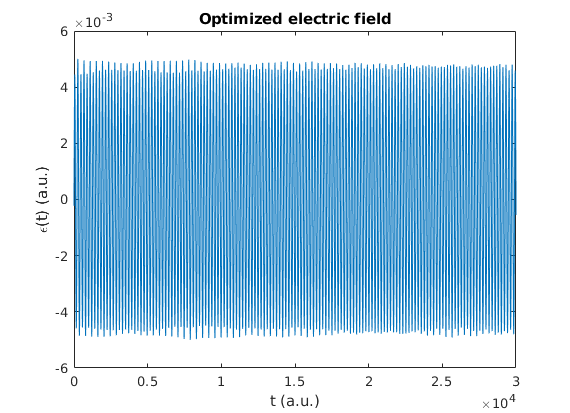 Optimized electric field
×10⁻³
6
4
2
0
-2
-4
-6
ϵ(t) (a.u.)
0 0.5 1 1.5 2 2.5 3
t (a.u.)
×10⁴